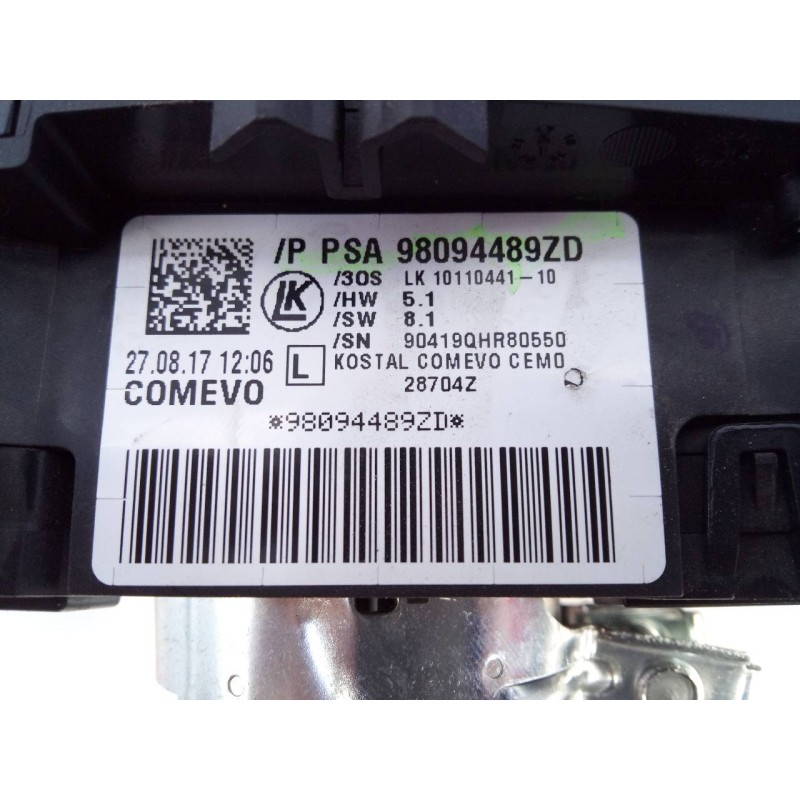 /P PSA 98094489ZD
/3OS LK 10110441-10
LK
/HW 5.1
/SW 8.1
/SN 90419QHR80550
27.08.17 12:06 L KOSTAL COMEVO CEMO
COMEVO 28704Z
*98094489ZD*